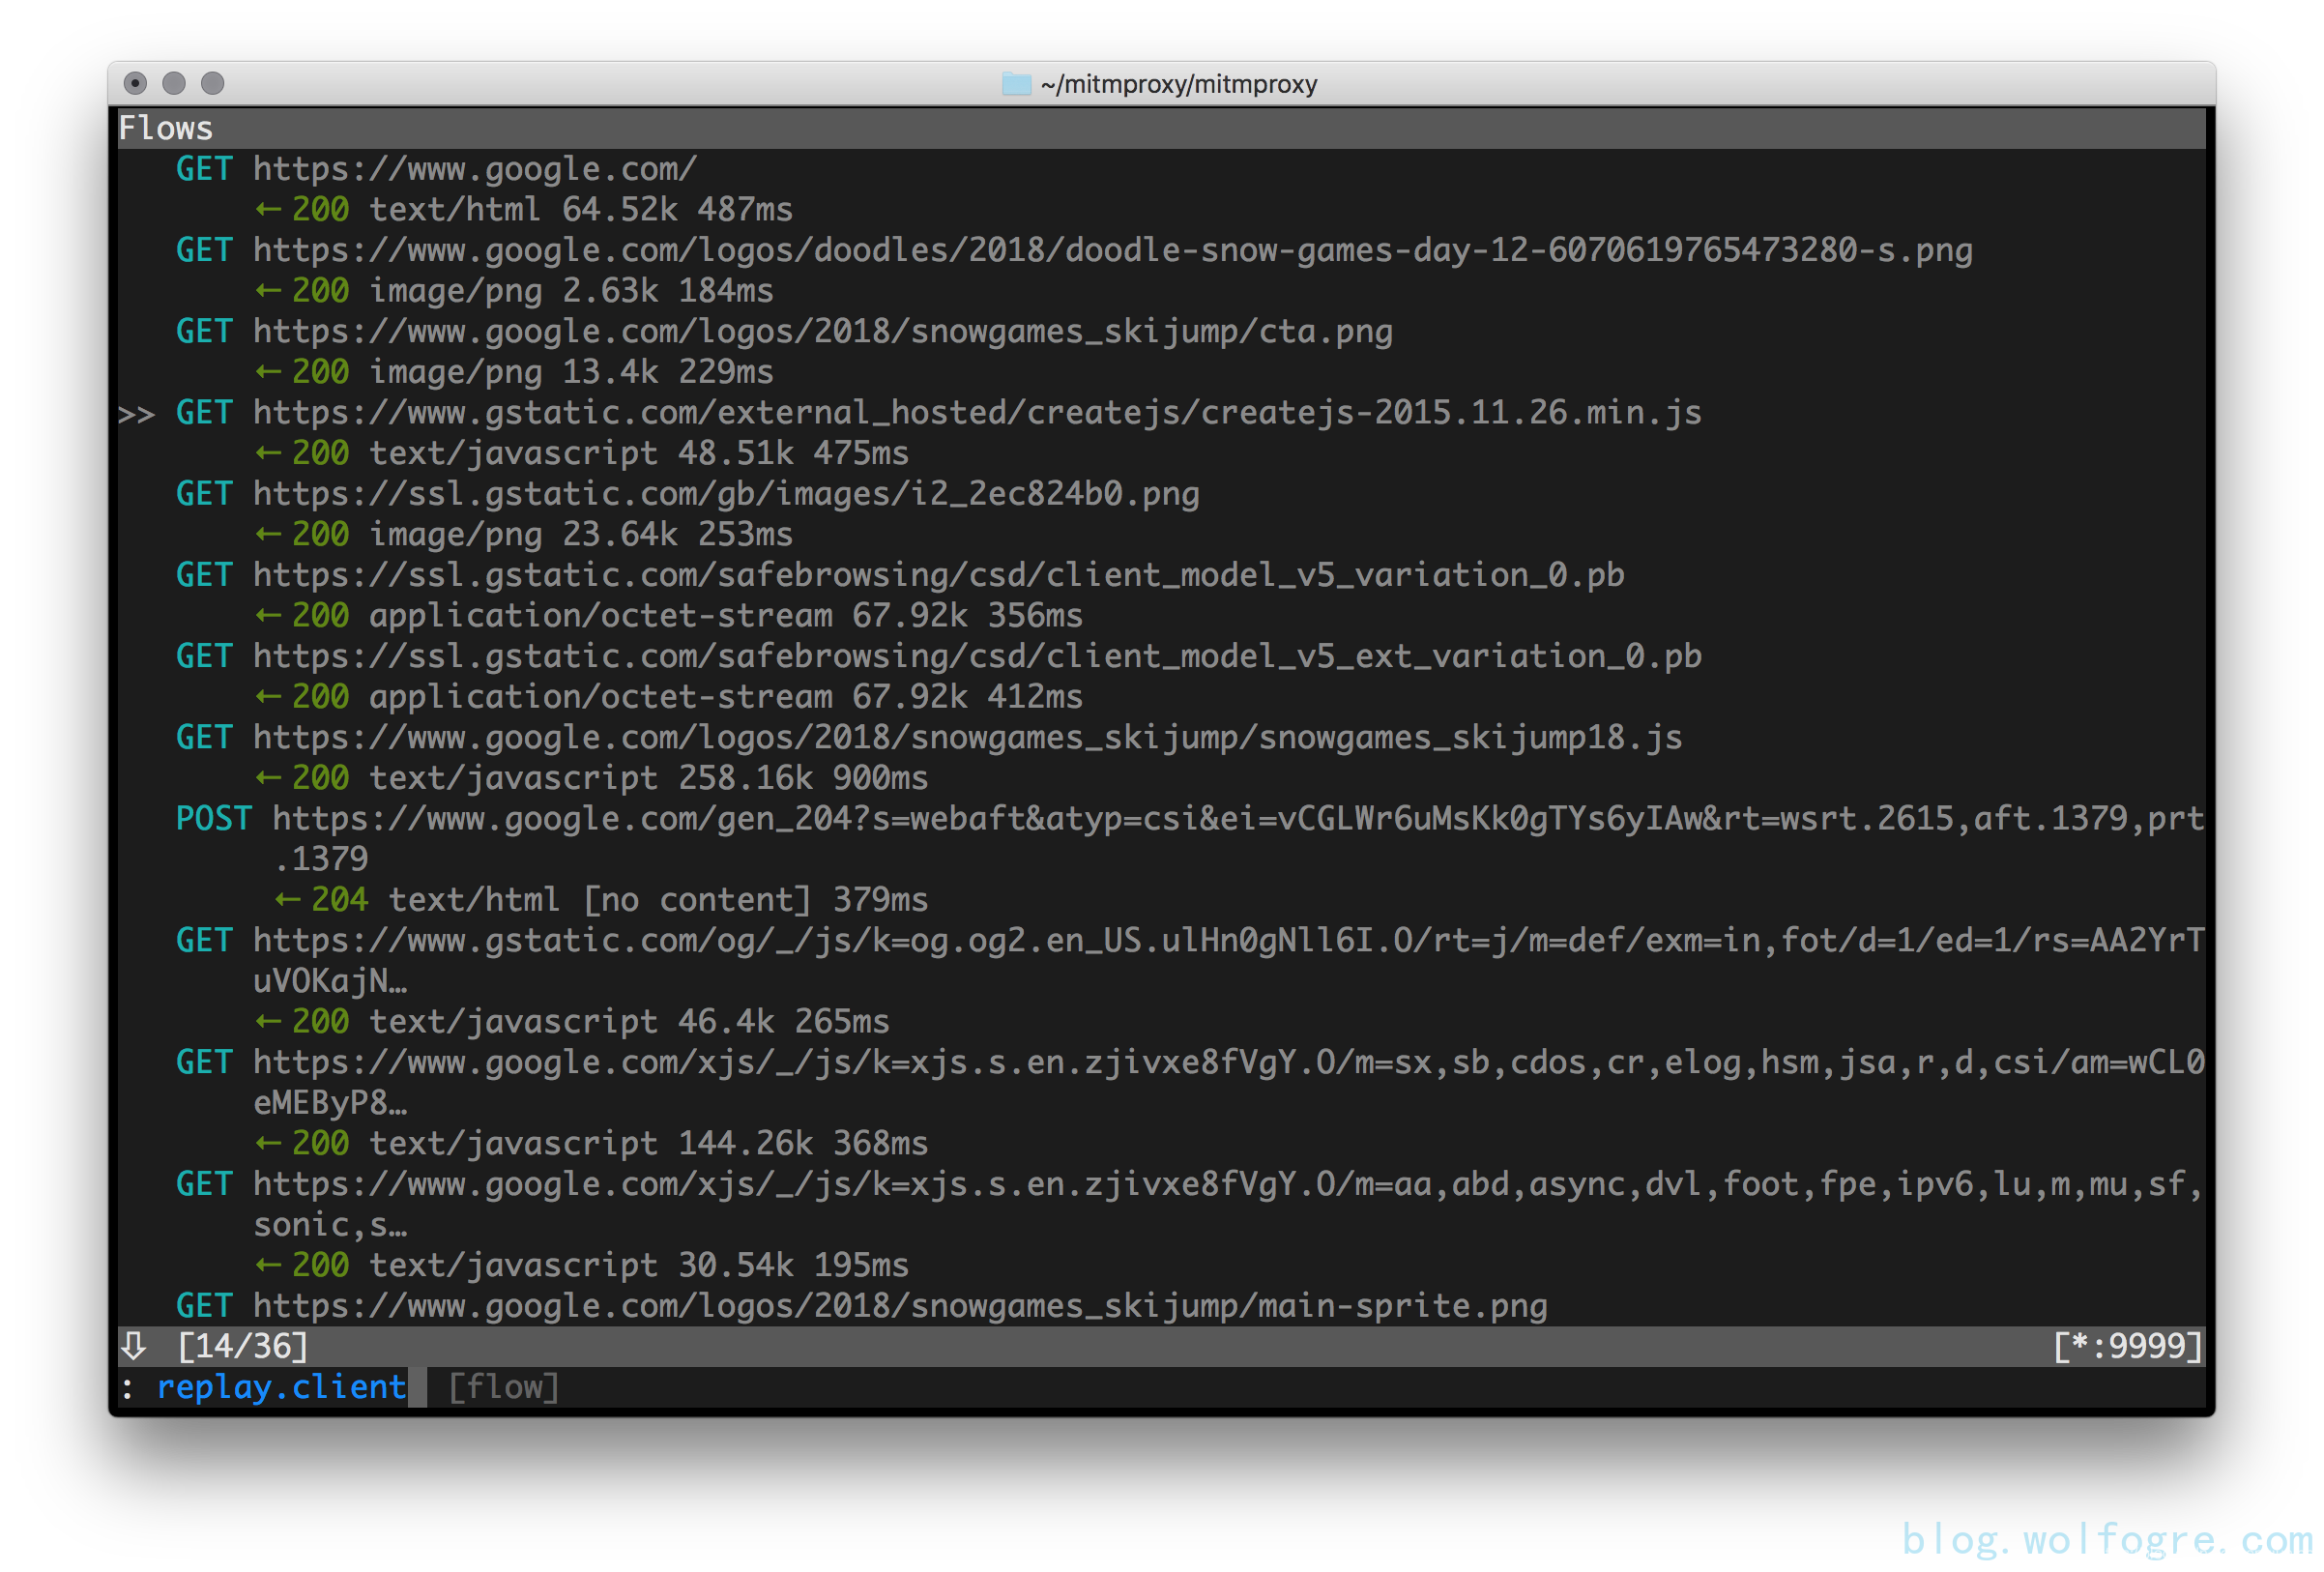 ~/mitmproxy/mitmproxy
Flows
GET https://www.google.com/
← 200 text/html 64.52k 487ms
GET https://www.google.com/logos/doodles/2018/doodle-snow-games-day-12-6070619765473280-s.png
← 200 image/png 2.63k 184ms
GET https://www.google.com/logos/2018/snowgames_skijump/cta.png
← 200 image/png 13.4k 229ms
>> GET https://www.gstatic.com/external_hosted/createjs/createjs-2015.11.26.min.js
← 200 text/javascript 48.51k 475ms
GET https://ssl.gstatic.com/gb/images/i2_2ec824b0.png
← 200 image/png 23.64k 253ms
GET https://ssl.gstatic.com/safebrowsing/csd/client_model_v5_variation_0.pb
← 200 application/octet-stream 67.92k 356ms
GET https://ssl.gstatic.com/safebrowsing/csd/client_model_v5_ext_variation_0.pb
← 200 application/octet-stream 67.92k 412ms
GET https://www.google.com/logos/2018/snowgames_skijump/snowgames_skijump18.js
← 200 text/javascript 258.16k 900ms
POST https://www.google.com/gen_204?s=webaft&atyp=csi&ei=vCGLWr6uMsKk0gTYs6yIAw&rt=wsrt.2615,aft.1379,prt
.1379
← 204 text/html [no content] 379ms
GET https://www.gstatic.com/og/_/js/k=og.og2.en_US.ulHn0gNll6I.O/rt=j/m=def/exm=in,fot/d=1/ed=1/rs=AA2YrT
uVOKajN…
← 200 text/javascript 46.4k 265ms
GET https://www.google.com/xjs/_/js/k=xjs.s.en.zjivxe8fVgY.O/m=sx,sb,cdos,cr,elog,hsm,jsa,r,d,csi/am=wCL0
eMEByP8…
← 200 text/javascript 144.26k 368ms
GET https://www.google.com/xjs/_/js/k=xjs.s.en.zjivxe8fVgY.O/m=aa,abd,async,dvl,foot,fpe,ipv6,lu,m,mu,sf,
sonic,s…
← 200 text/javascript 30.54k 195ms
GET https://www.google.com/logos/2018/snowgames_skijump/main-sprite.png
⇩ [14/36] [*:9999]
: replay.client [flow]
blog.wolfogre.com